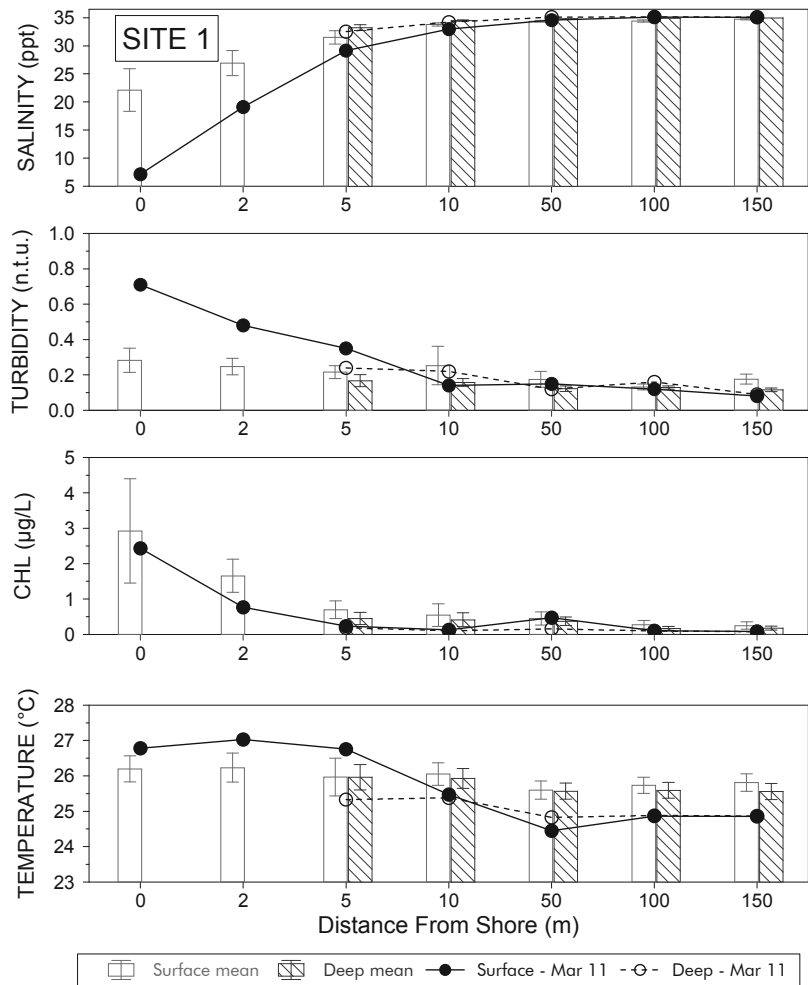 SITE 1
SALINITY (ppt)
35
30
25
20
15
10
5
0 2 5 10 50 100 150
TURBIDITY (n.t.u.)
1.0
0.8
0.6
0.4
0.2
0.0
0 2 5 10 50 100 150
CHL (µg/L)
5
4
3
2
1
0
0 2 5 10 50 100 150
TEMPERATURE (°C)
28
27
26
25
24
23
0 2 5 10 50 100 150
Distance From Shore (m)
Surface mean Deep mean Surface - Mar 11 Deep - Mar 11